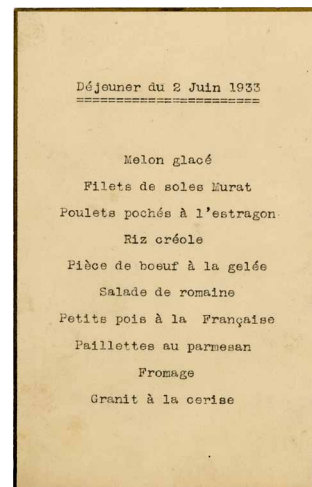 Déjeuner du 2 Juin 1933
=======================
Melon glacé
Filets de soles Murat
Poulets pochés à l'estragon
Riz créole
Pièce de boeuf à la gelée
Salade de romaine
Petits pois à la Française
Paillettes au parmesan
Fromage
Granit à la cerise